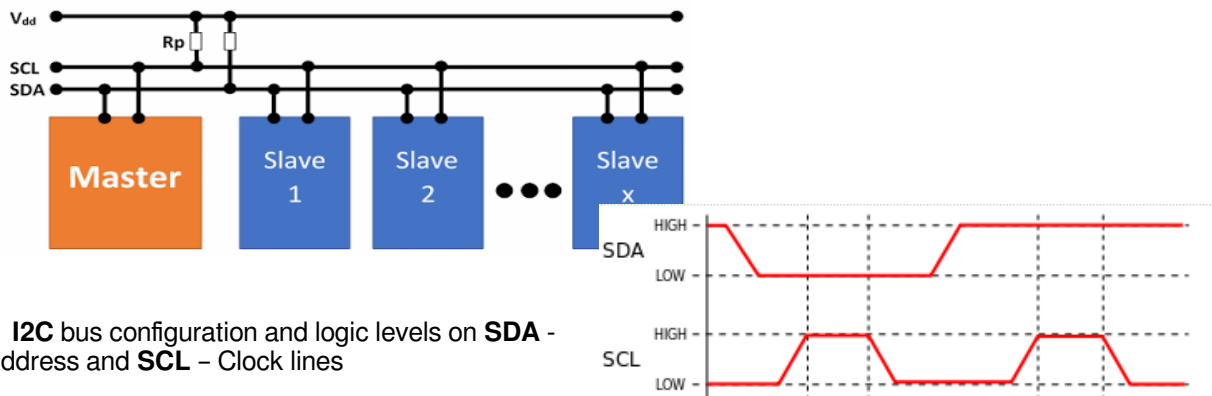 Vdd
Rp
SCL
SDA
Master
Slave
1
Slave
2
Slave
x
HIGH
SDA
LOW
HIGH
SCL
LOW
I2C bus configuration and logic levels on SDA -
ddress and SCL – Clock lines